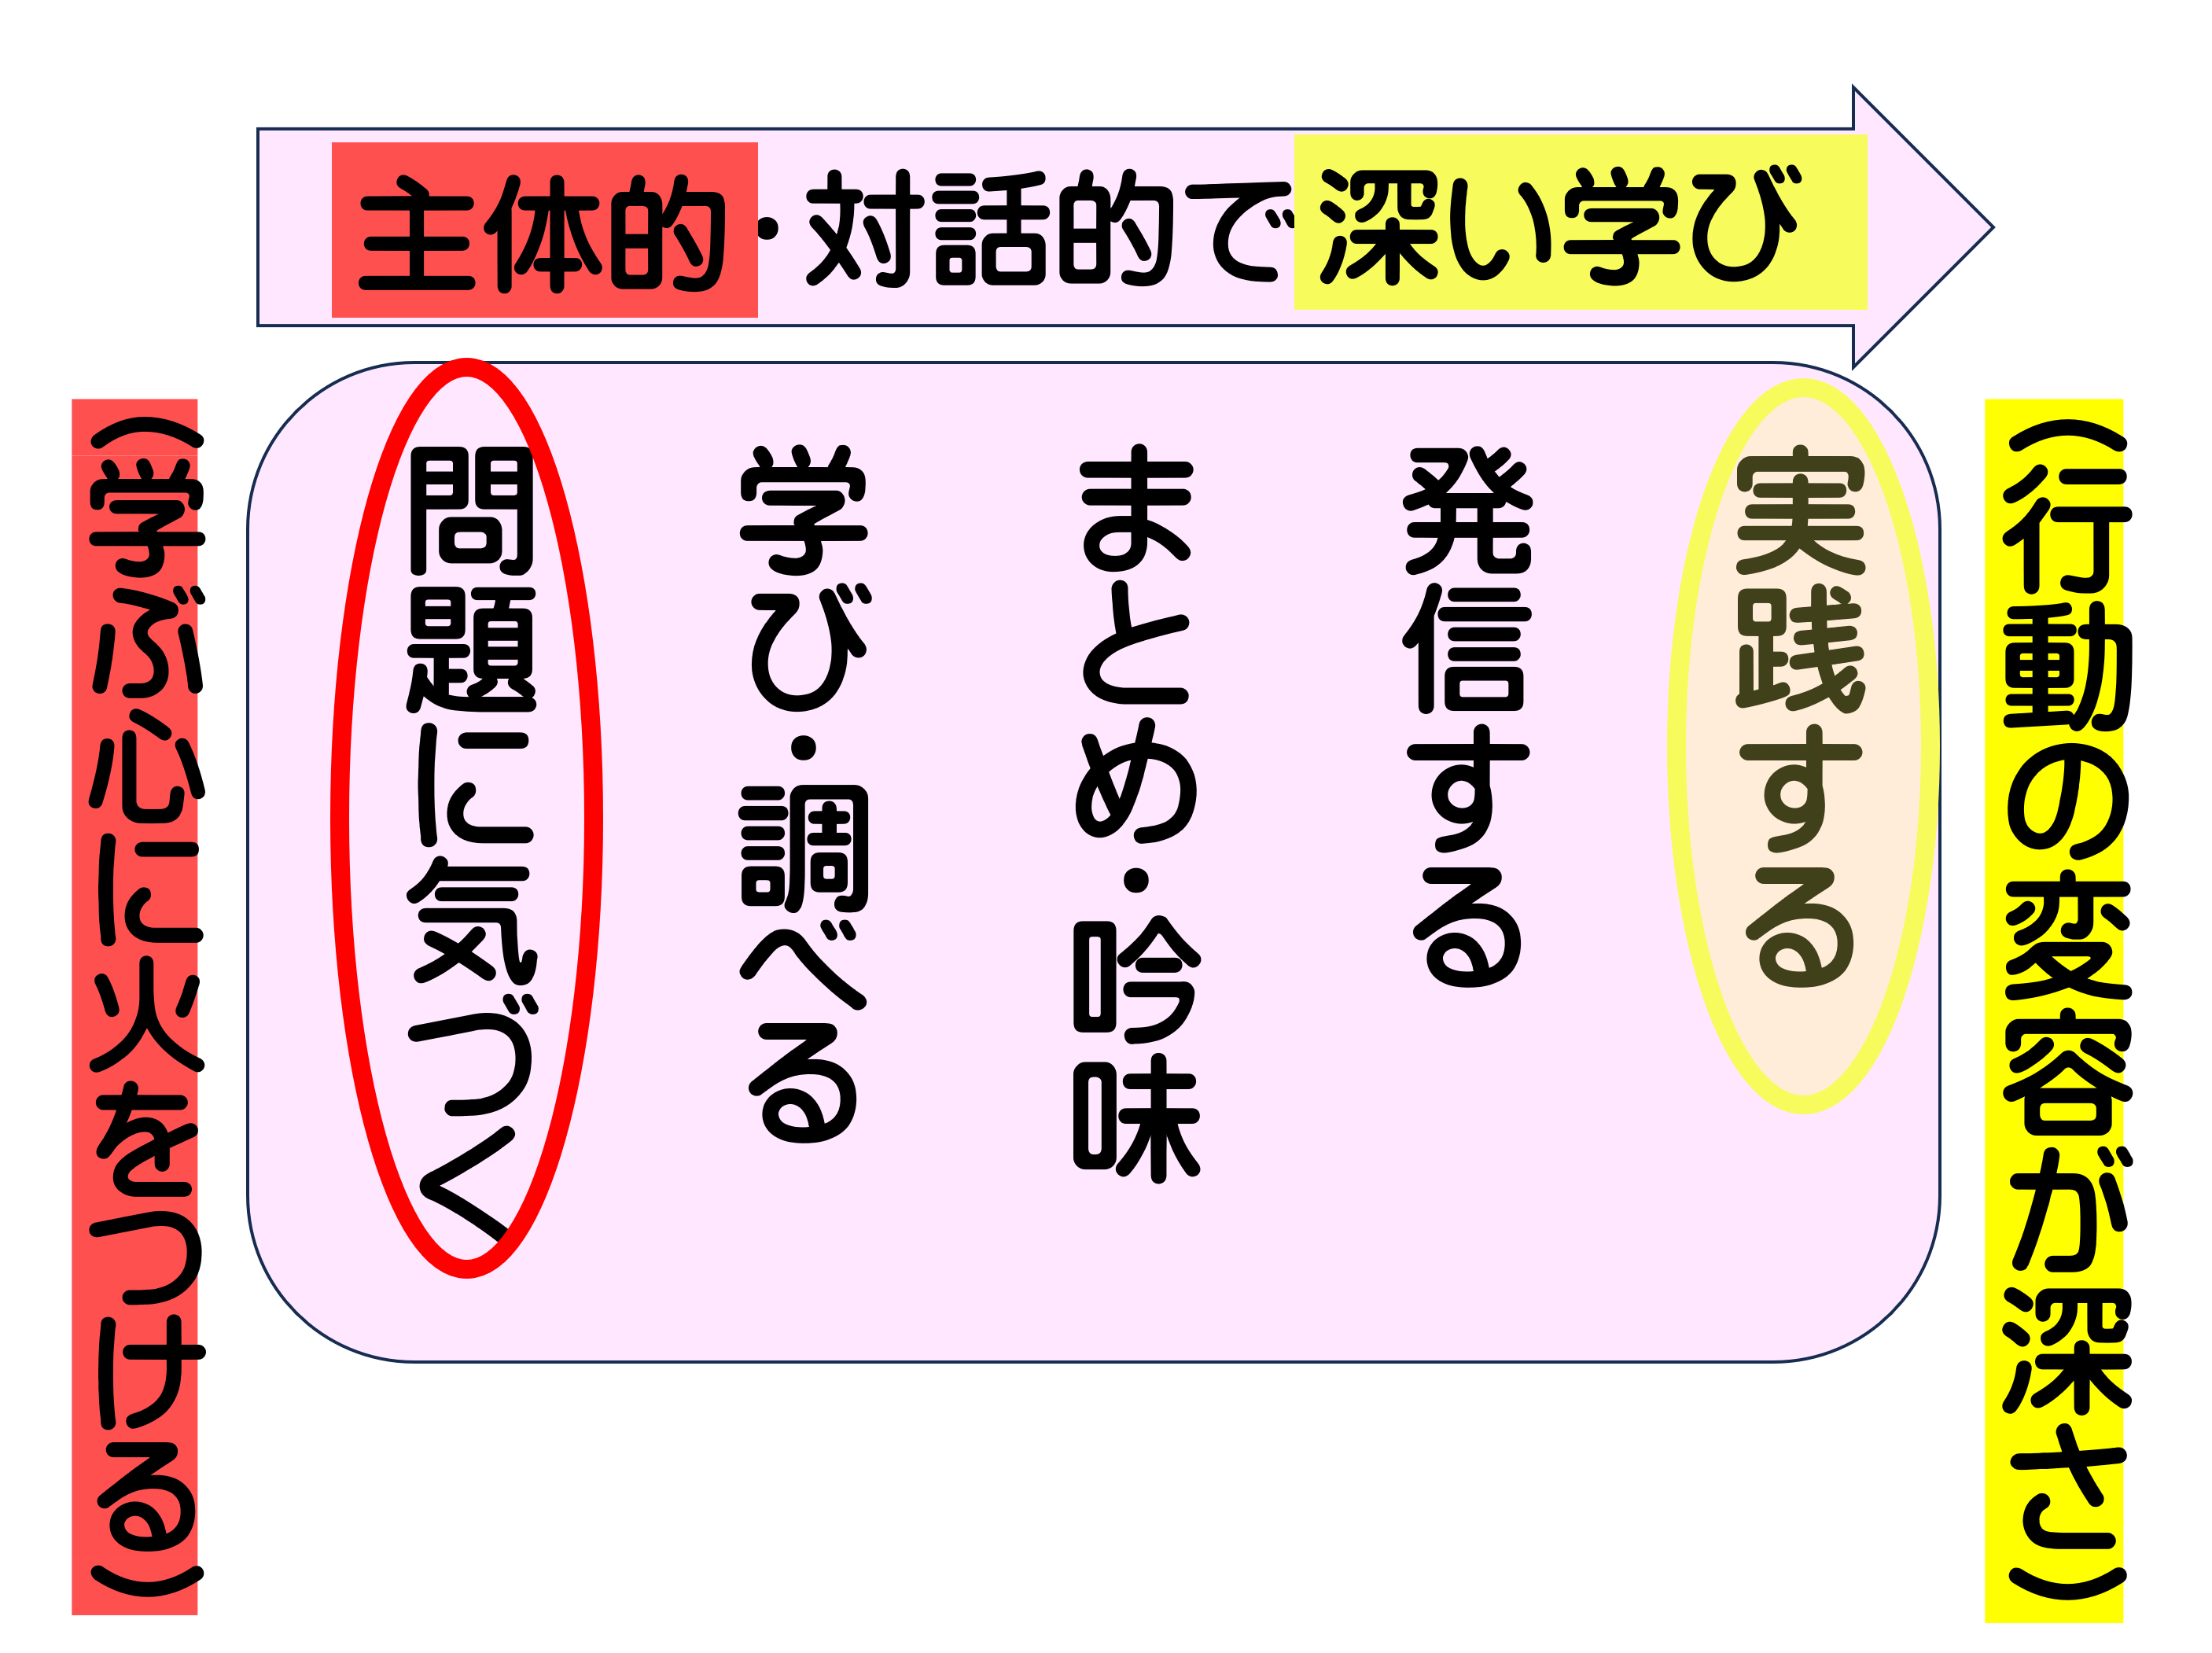 主体的・対話的で深い学び
（学ぶ心に火をつける）
問題に気づく
学び・調べる
まとめ・吟味
発信する
実践する
（行動の変容が深さ）